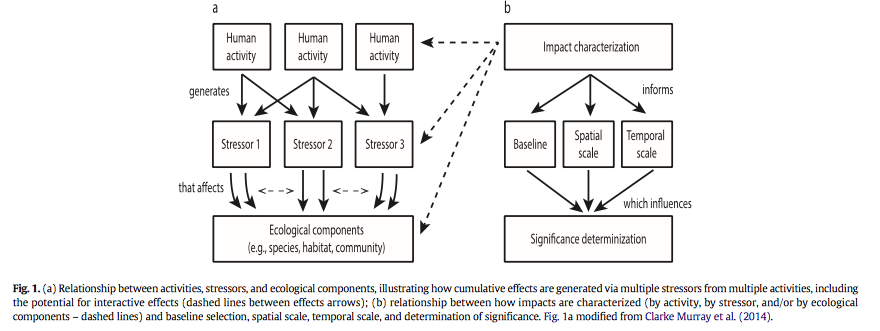 a
b
Human
activity
Human
activity
Human
activity
Impact characterization
generates
informs
Stressor 1
Stressor 2
Stressor 3
Baseline
Spatial
scale
Temporal
scale
that affects
which influences
Ecological components
(e.g., species, habitat, community)
Significance determinization
Fig. 1. (a) Relationship between activities, stressors, and ecological components, illustrating how cumulative effects are generated via multiple stressors from multiple activities, including
the potential for interactive effects (dashed lines between effects arrows); (b) relationship between how impacts are characterized (by activity, by stressor, and/or by ecological
components – dashed lines) and baseline selection, spatial scale, temporal scale, and determination of significance. Fig. 1a modified from Clarke Murray et al. (2014).